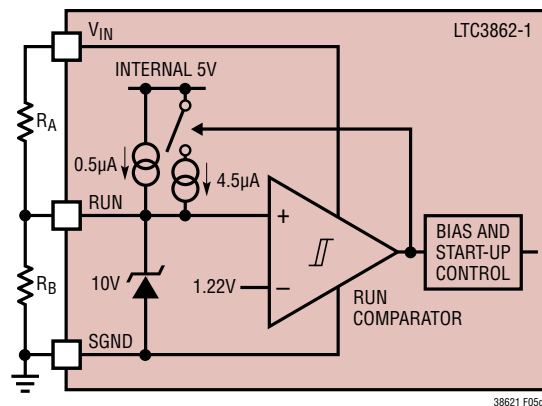 V_IN
LTC3862-1
INTERNAL 5V
R_A
0.5µA
4.5µA
RUN
+
BIAS AND
START-UP
CONTROL
R_B
10V
1.22V
–
RUN
COMPARATOR
SGND
38621 F05c